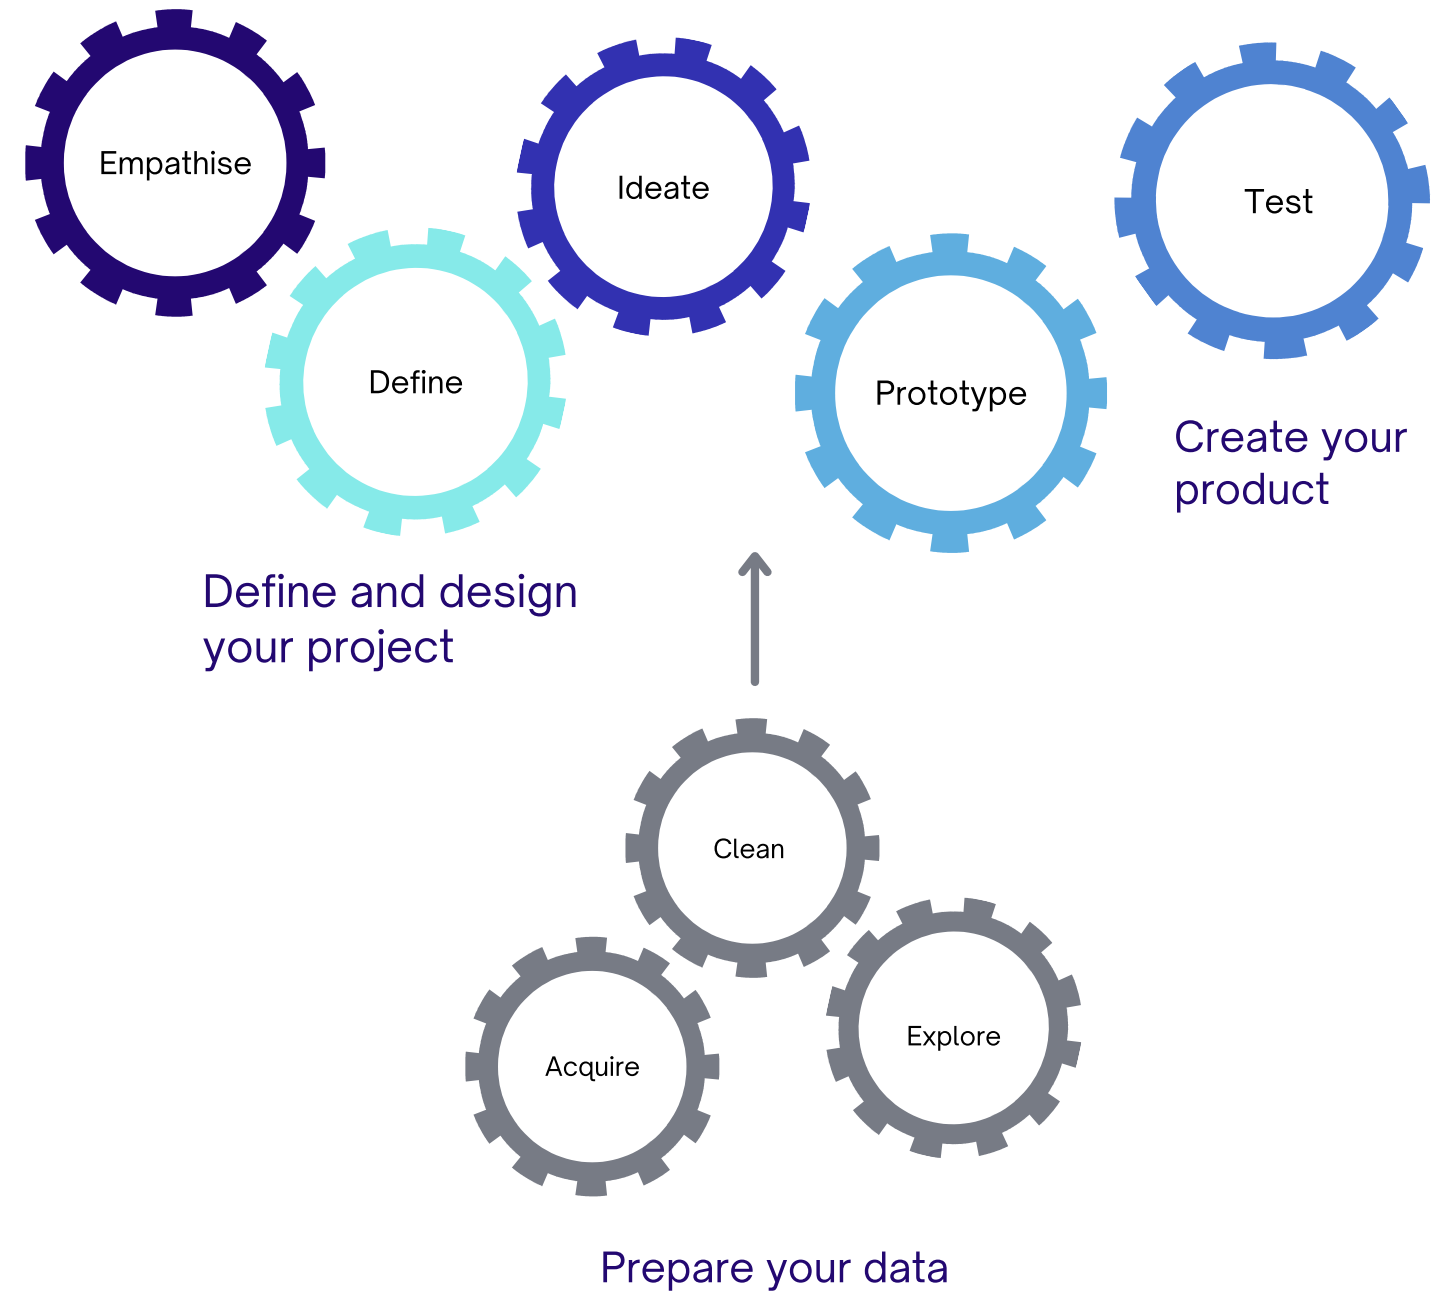 Empathise
Ideate
Test
Define
Prototype
Create your
product
Define and design
your project
Clean
Explore
Acquire
Prepare your data